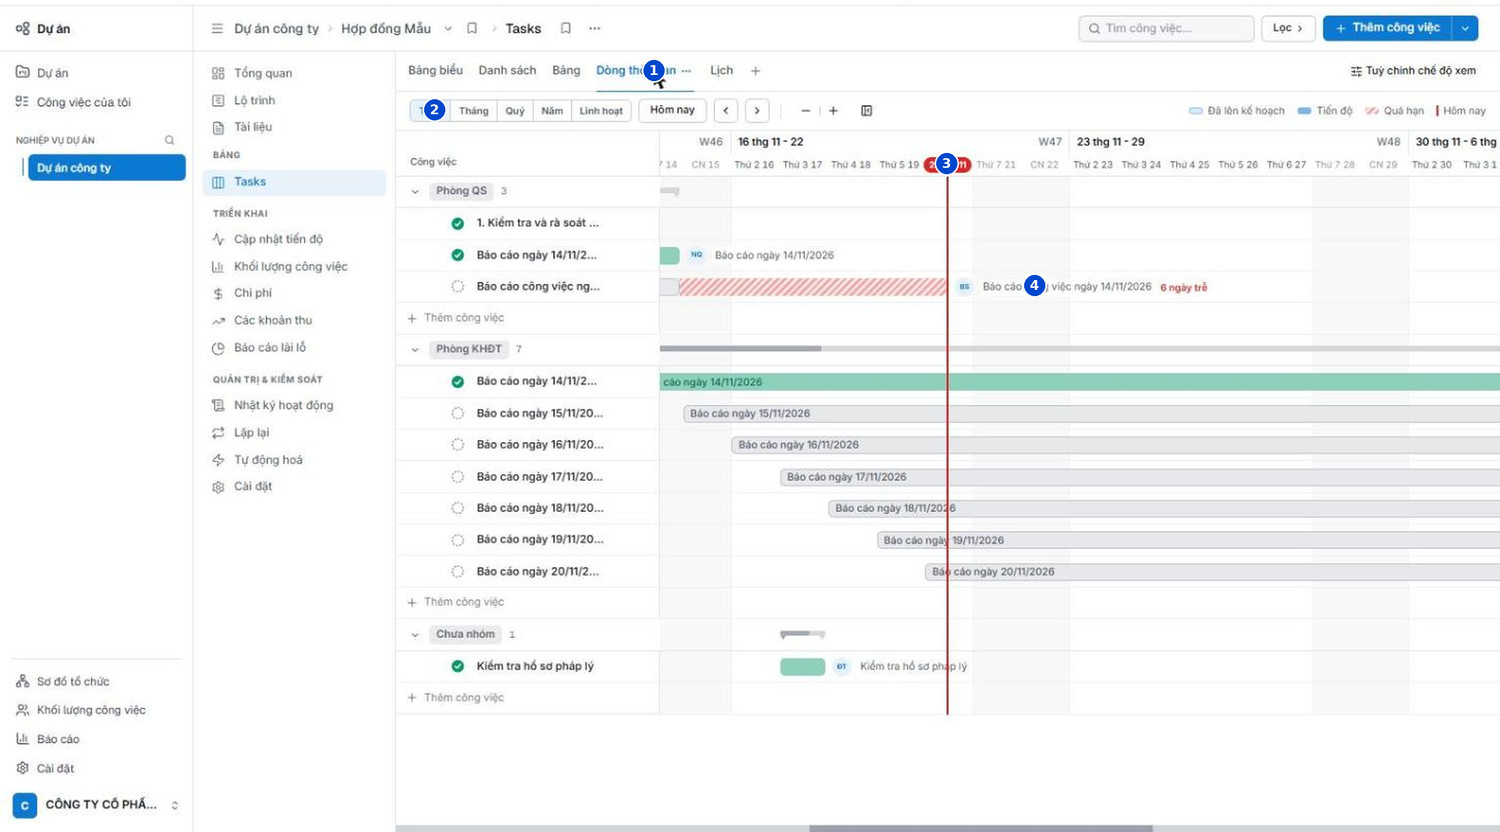 Dự án
Dự án công ty › Hợp đồng Mẫu › Tasks
Tìm công việc...
Lọc ›
+ Thêm công việc
Dự án
Công việc của tôi
NGHIỆP VỤ DỰ ÁN
Dự án công ty
Tổng quan
Lộ trình
Tài liệu
BẢNG
Tasks
TRIỂN KHAI
Cập nhật tiến độ
Khối lượng công việc
Chi phí
Các khoản thu
Báo cáo lãi lỗ
QUẢN TRỊ & KIỂM SOÁT
Nhật ký hoạt động
Lặp lại
Tự động hoá
Cài đặt
Sơ đồ tổ chức
Khối lượng công việc
Báo cáo
Cài đặt
C CÔNG TY CỔ PHẦ...
Bảng biểu Danh sách Bảng Dòng 1 Lịch +
Tuỳ chỉnh chế độ xem
2 Tháng Quý Năm Linh hoạt Hôm nay ‹ › − +
Đã lên kế hoạch Tiến độ Quá hạn Hôm nay
W46 16 thg 11 - 22 W47 23 thg 11 - 29 W48 30 thg 11 - 6 thg
Công việc
14 CN 15 Thứ 2 16 Thứ 3 17 Thứ 4 18 Thứ 5 19 3 Thứ 7 21 CN 22 Thứ 2 23 Thứ 3 24 Thứ 4 25 Thứ 5 26 Thứ 6 27 Thứ 7 28 CN 29 Thứ 2 30 Thứ 3 1
Phòng QS 3
1. Kiểm tra và rà soát ...
Báo cáo ngày 14/11/2... NQ Báo cáo ngày 14/11/2026
Báo cáo công việc ng... BS Báo cáo 4 việc ngày 14/11/2026 6 ngày trễ
+ Thêm công việc
Phòng KHĐT 7
Báo cáo ngày 14/11/2... cáo ngày 14/11/2026
Báo cáo ngày 15/11/20... Báo cáo ngày 15/11/2026
Báo cáo ngày 16/11/20... Báo cáo ngày 16/11/2026
Báo cáo ngày 17/11/20... Báo cáo ngày 17/11/2026
Báo cáo ngày 18/11/20... Báo cáo ngày 18/11/2026
Báo cáo ngày 19/11/20... Báo cáo ngày 19/11/2026
Báo cáo ngày 20/11/2... Báo cáo ngày 20/11/2026
+ Thêm công việc
Chưa nhóm 1
Kiểm tra hồ sơ pháp lý ĐT Kiểm tra hồ sơ pháp lý
+ Thêm công việc